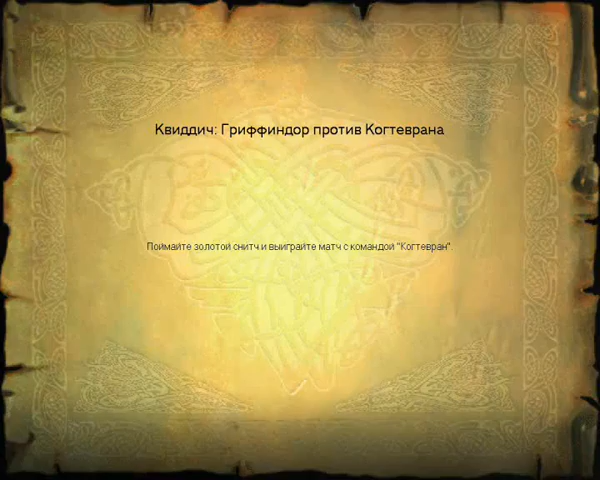 Квиддич: Гриффиндор против Когтеврана
Поймайте золотой снитч и выиграйте матч с командой "Когтевран"